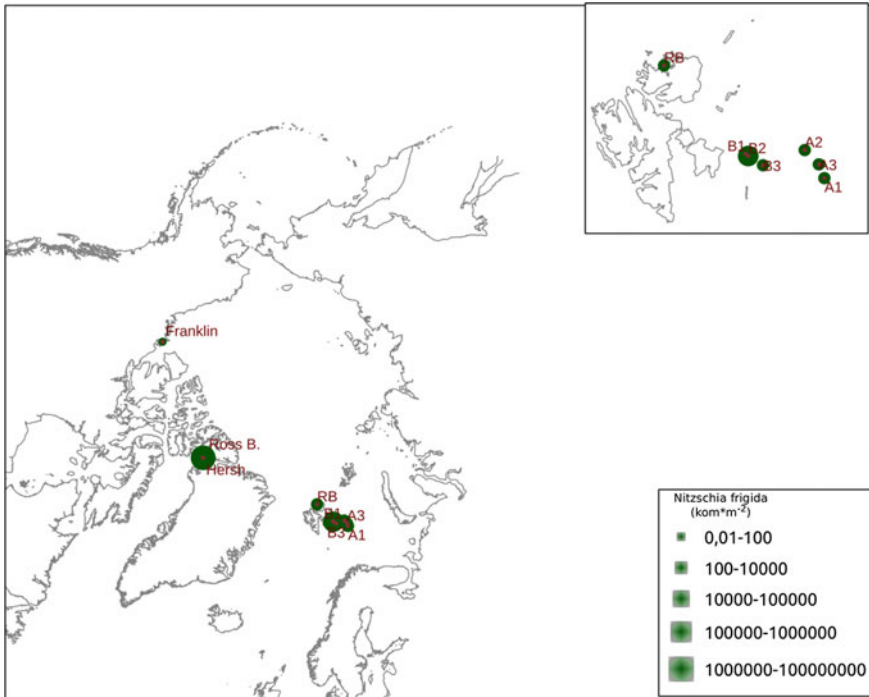 RB
B1 B2
B3
A2
A3
A1
Franklin
Ross B.
Hersh
RB
B1
A3
B3
A1
Nitzschia frigida
(kom*m⁻²)
0,01-100
100-10000
10000-100000
100000-1000000
1000000-100000000